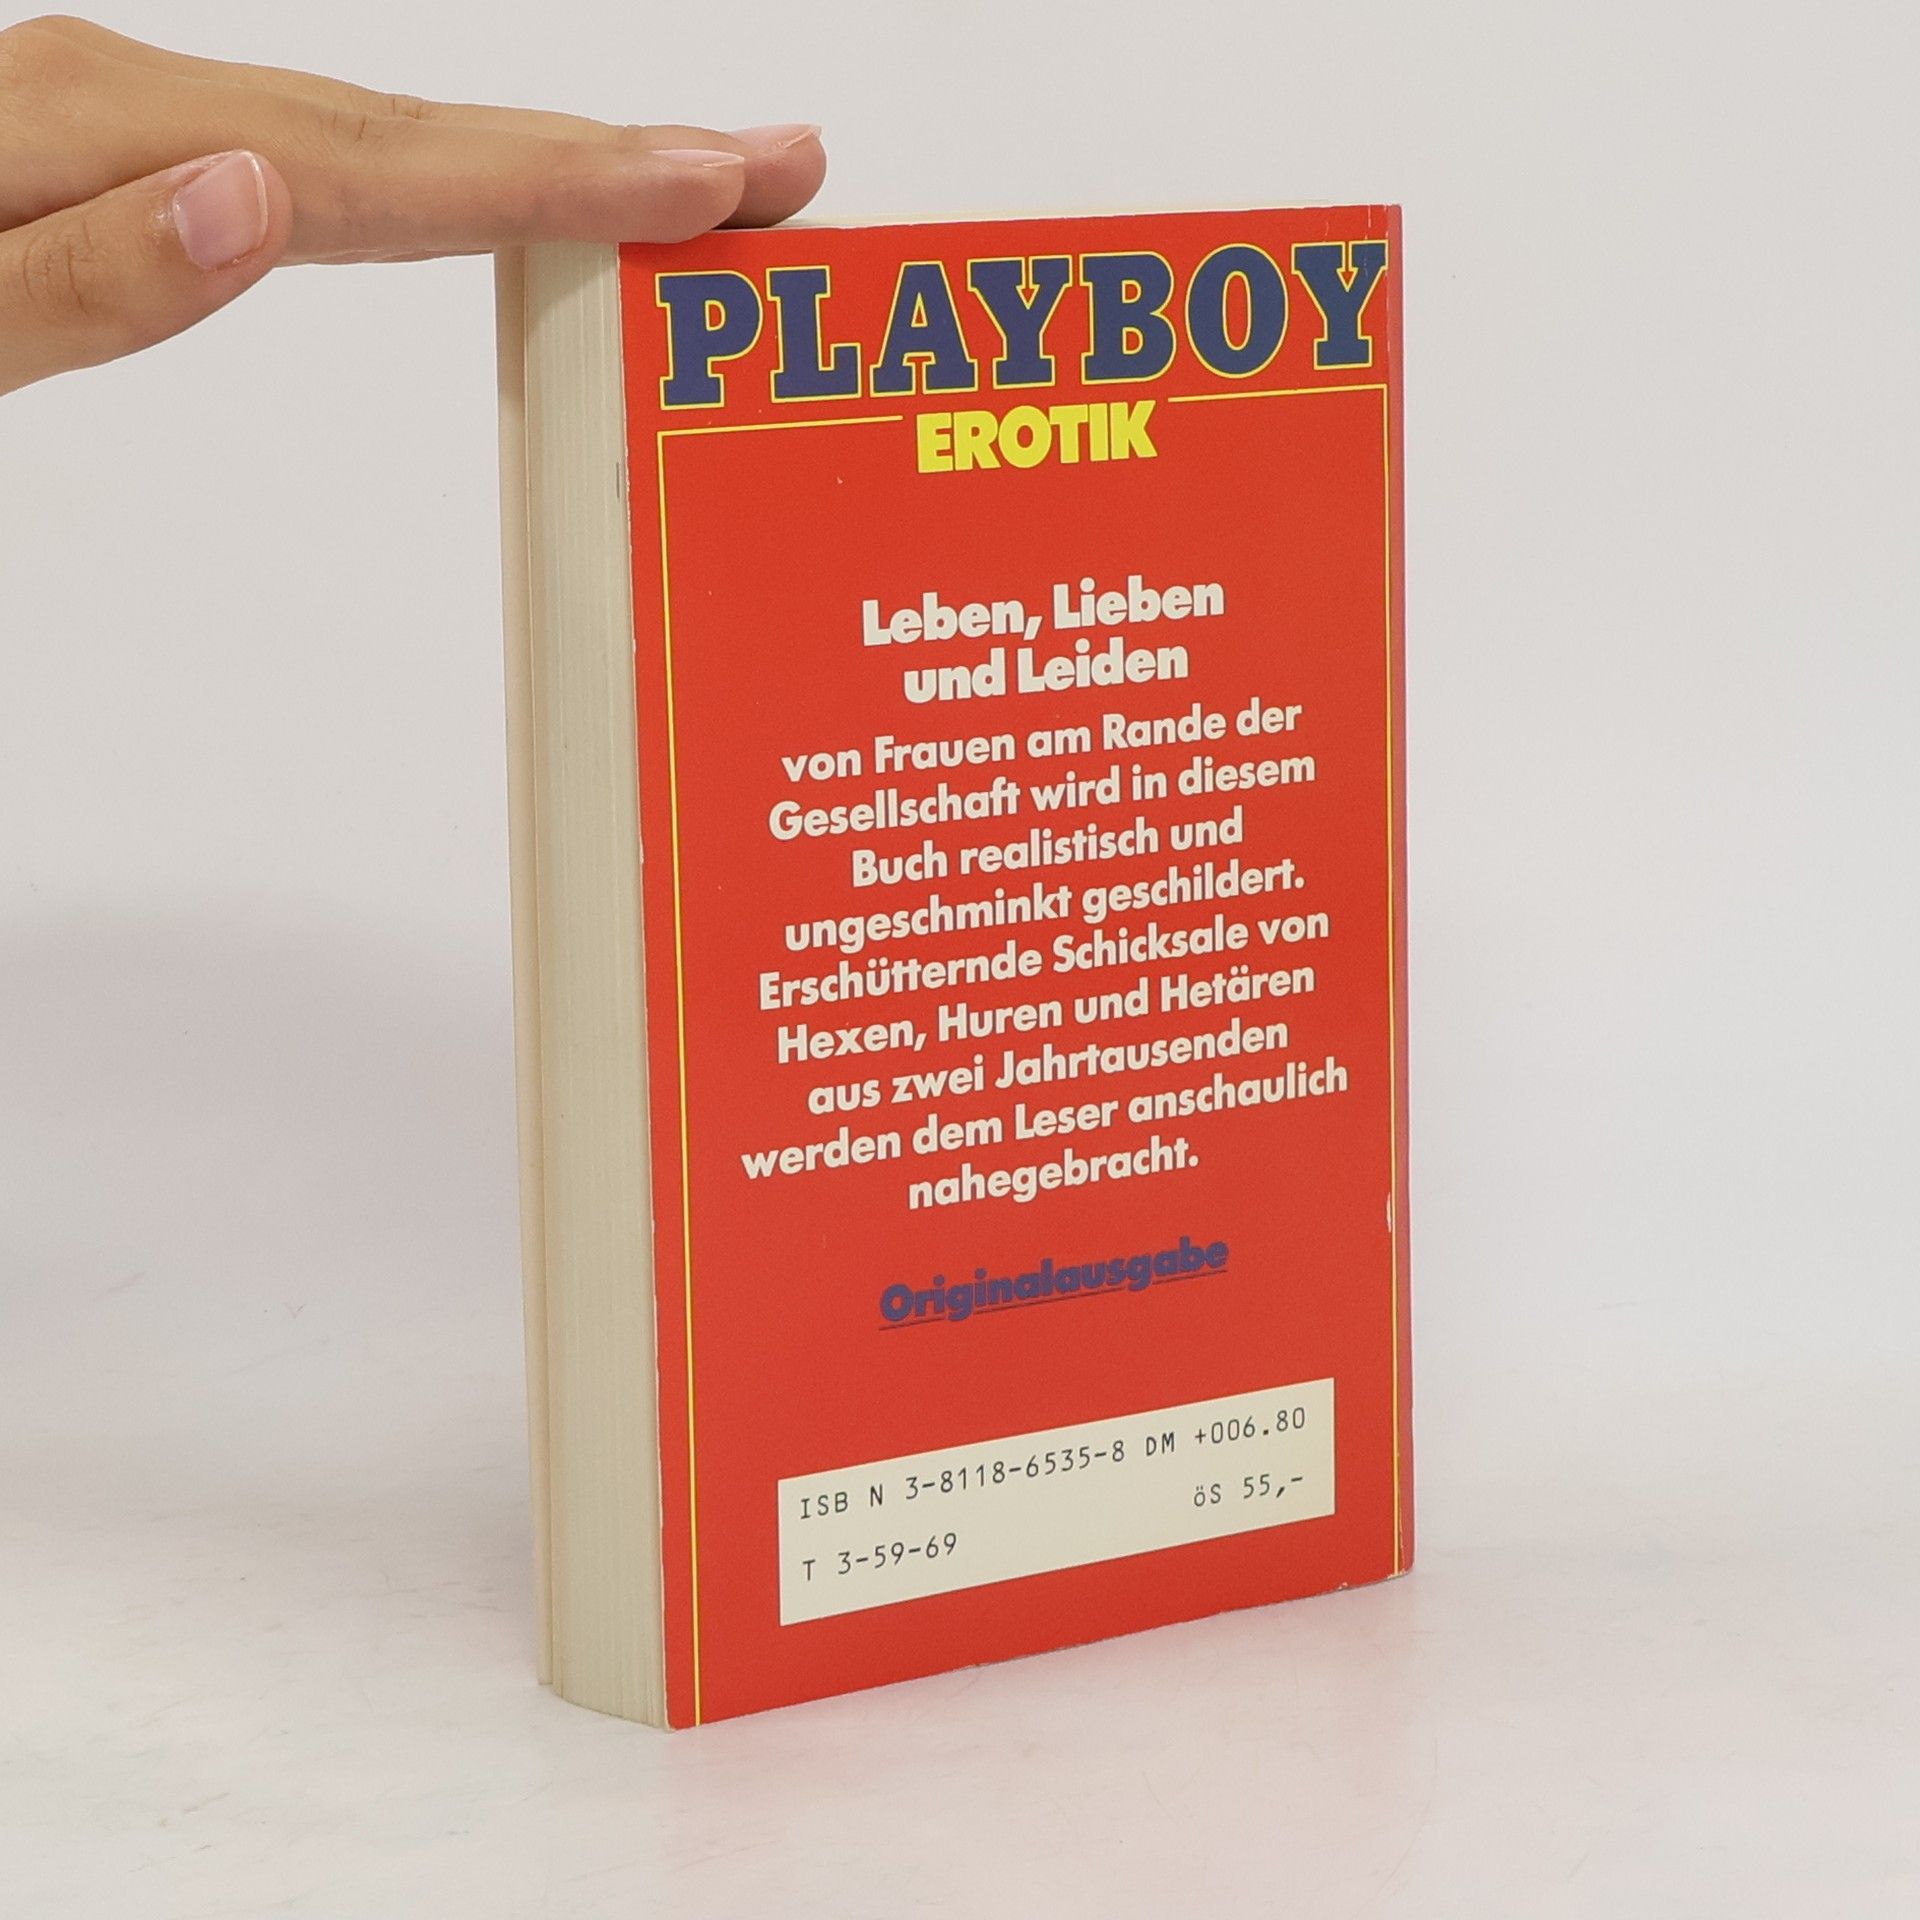 PLAYBOY
EROTIK
Leben, Lieben
und Leiden
von Frauen am Rande der
Gesellschaft wird in diesem
Buch realistisch und
ungeschminkt geschildert.
Erschütternde Schicksale von
Hexen, Huren und Hetären
aus zwei Jahrtausenden
werden dem Leser anschaulich
nahegebracht.
Originalausgabe
ISB N 3-8118-6535-8 DM +006.80
öS 55,-
T 3-59-69